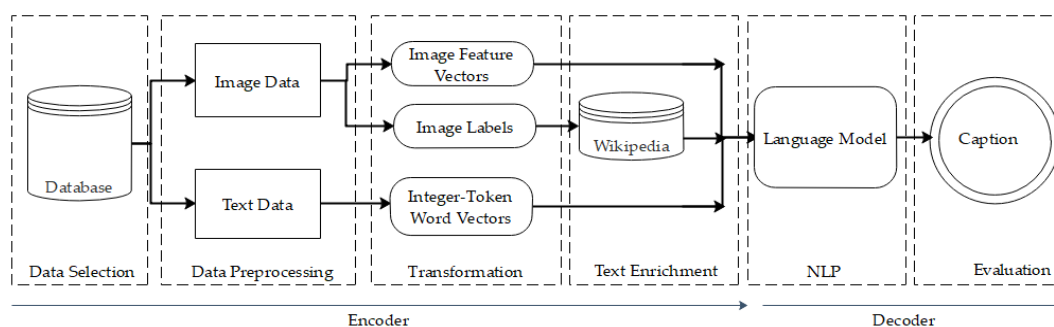 Database
Data Selection
Image Data
Text Data
Data Preprocessing
Image Feature
Vectors
Image Labels
Integer-Token
Word Vectors
Transformation
Wikipedia
Text Enrichment
Language Model
NLP
Caption
Evaluation
Encoder
Decoder